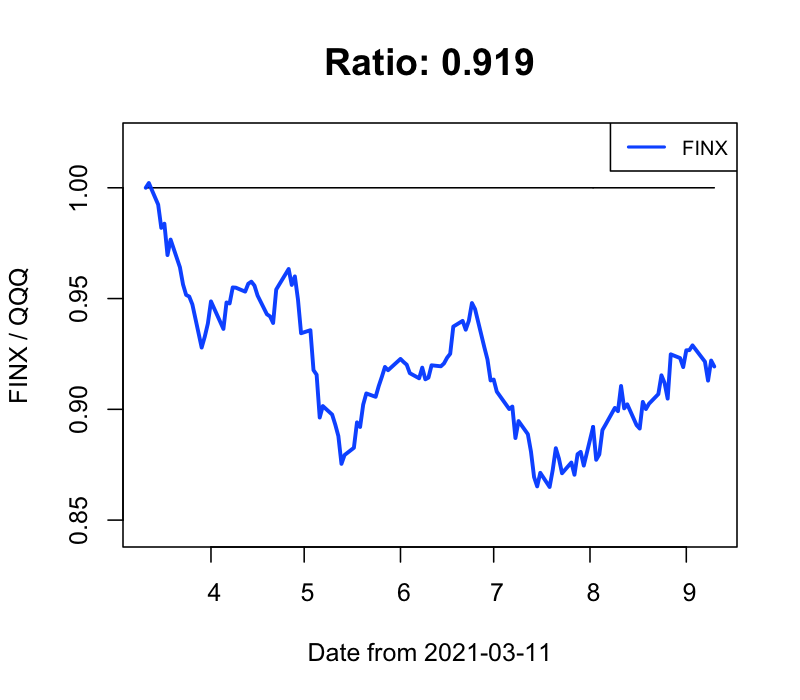 Ratio: 0.919
FINX
FINX / QQQ
1.00
0.95
0.90
0.85
4 5 6 7 8 9
Date from 2021-03-11